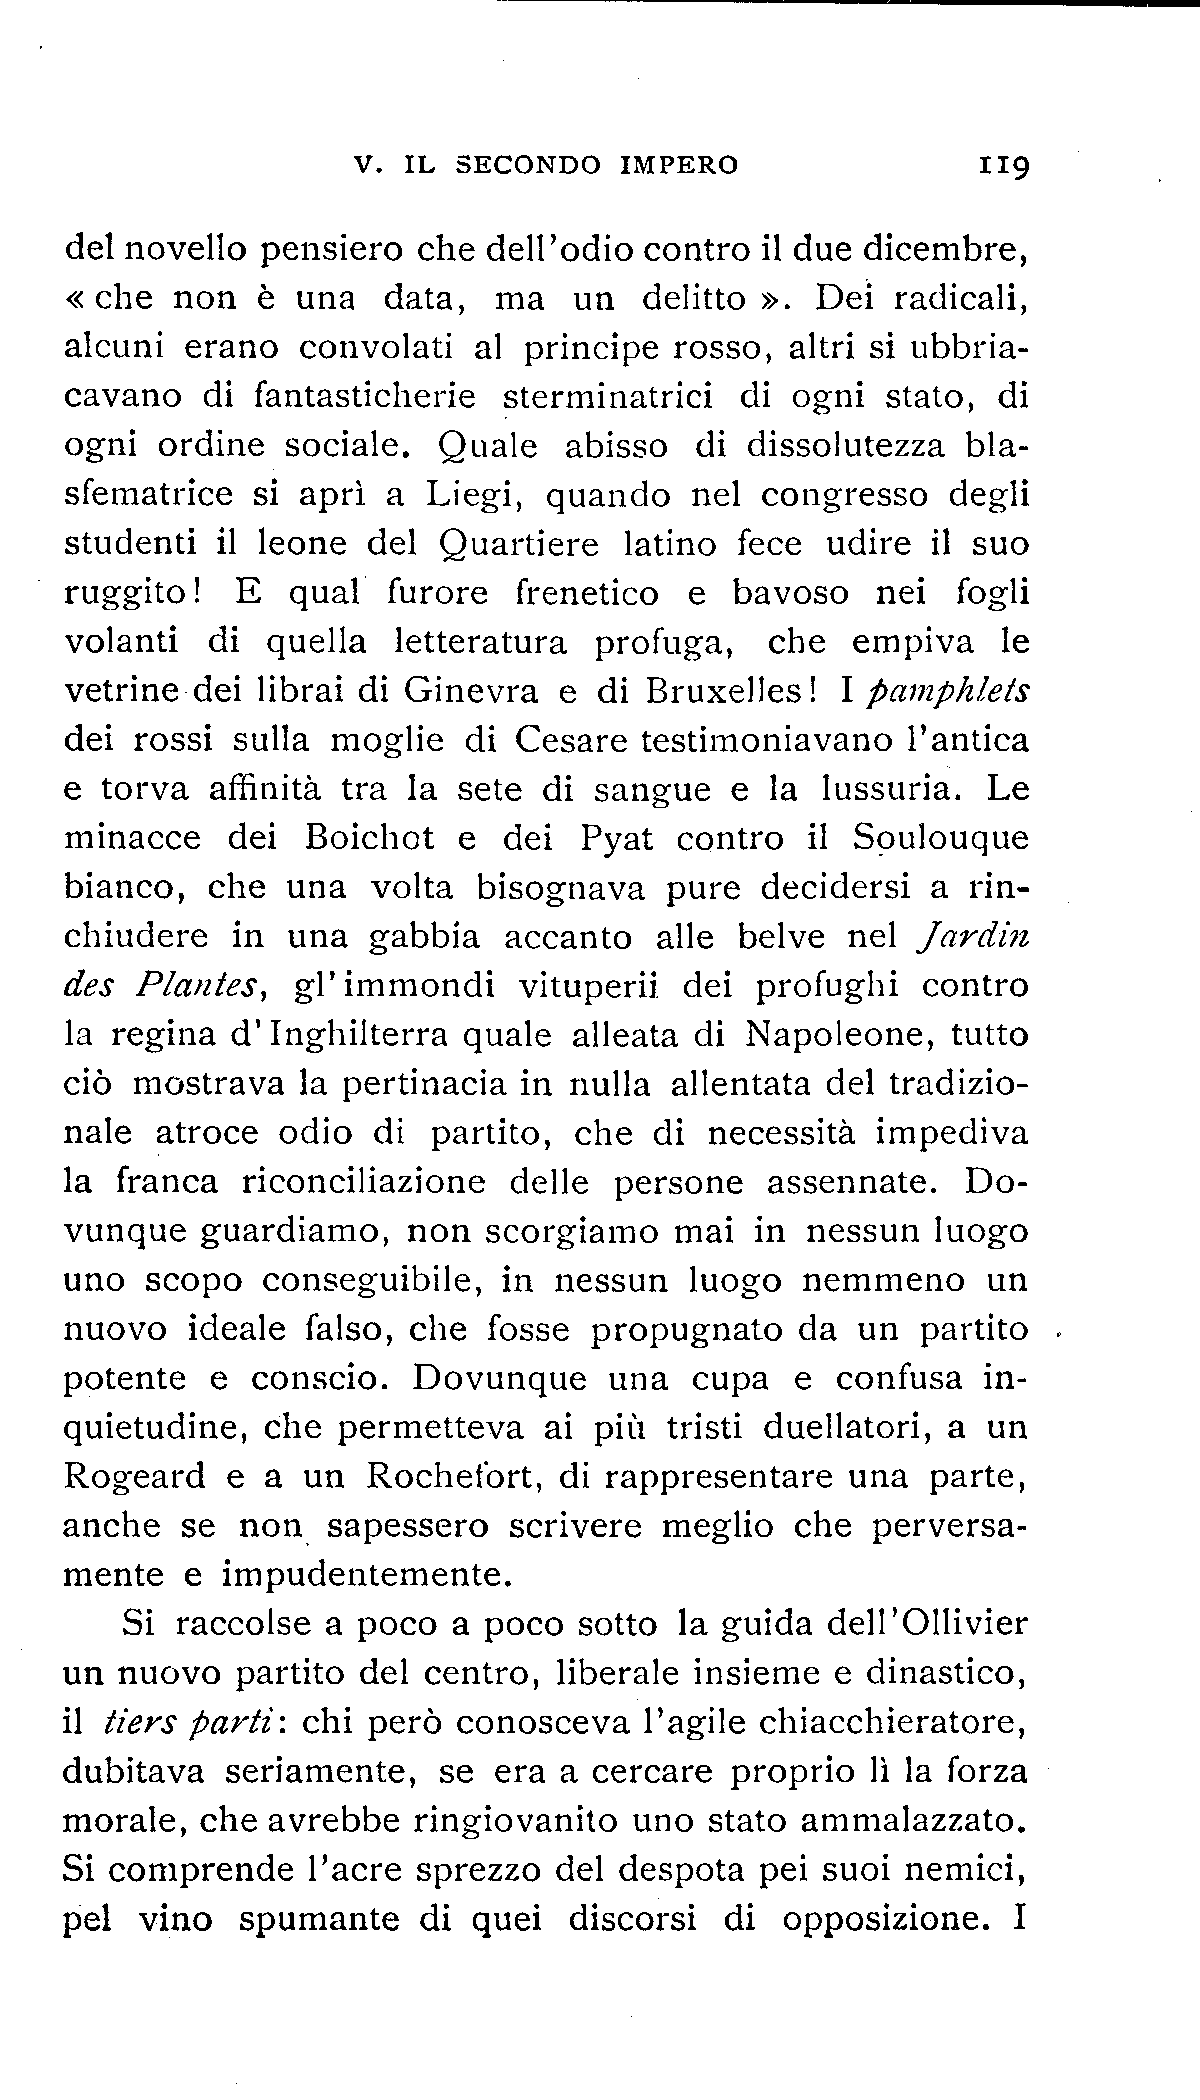 V. IL SECONDO IMPERO 119
del novello pensiero che dell'odio contro il due dicembre,
« che non è una data, ma un delitto ». Dei radicali,
alcuni erano convolati al principe rosso, altri si ubbria-
cavano di fantasticherie sterminatrici di ogni stato, di
ogni ordine sociale. Quale abisso di dissolutezza bla-
sfematrice si aprì a Liegi, quando nel congresso degli
studenti il leone del Quartiere latino fece udire il suo
ruggito! E qual furore frenetico e bavoso nei fogli
volanti di quella letteratura profuga, che empiva le
vetrine dei librai di Ginevra e di Bruxelles! I pamphlets
dei rossi sulla moglie di Cesare testimoniavano l'antica
e torva affinità tra la sete di sangue e la lussuria. Le
minacce dei Boichot e dei Pyat contro il Soulouque
bianco, che una volta bisognava pure decidersi a rin-
chiudere in una gabbia accanto alle belve nel Jardin
des Plantes, gl'immondi vituperii dei profughi contro
la regina d'Inghilterra quale alleata di Napoleone, tutto
ciò mostrava la pertinacia in nulla allentata del tradizio-
nale atroce odio di partito, che di necessità impediva
la franca riconciliazione delle persone assennate. Do-
vunque guardiamo, non scorgiamo mai in nessun luogo
uno scopo conseguibile, in nessun luogo nemmeno un
nuovo ideale falso, che fosse propugnato da un partito
potente e conscio. Dovunque una cupa e confusa in-
quietudine, che permetteva ai più tristi duellatori, a un
Rogeard e a un Rochefort, di rappresentare una parte,
anche se non sapessero scrivere meglio che perversa-
mente e impudentemente.
Si raccolse a poco a poco sotto la guida dell'Ollivier
un nuovo partito del centro, liberale insieme e dinastico,
il tiers parti: chi però conosceva l'agile chiacchieratore,
dubitava seriamente, se era a cercare proprio lì la forza
morale, che avrebbe ringiovanito uno stato ammalazzato.
Si comprende l'acre sprezzo del despota pei suoi nemici,
pel vino spumante di quei discorsi di opposizione. I